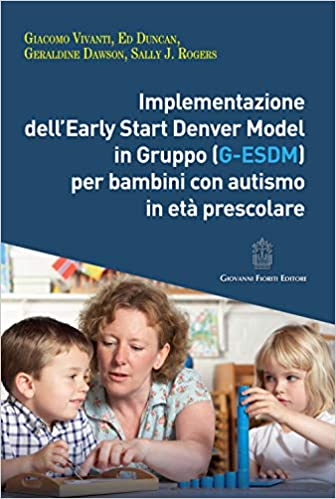 Giacomo Vivanti, Ed Duncan,
Geraldine Dawson, Sally J. Rogers
Implementazione
dell'Early Start Denver Model
in Gruppo (G-ESDM)
per bambini con autismo
in età prescolare
Giovanni Fioriti Editore